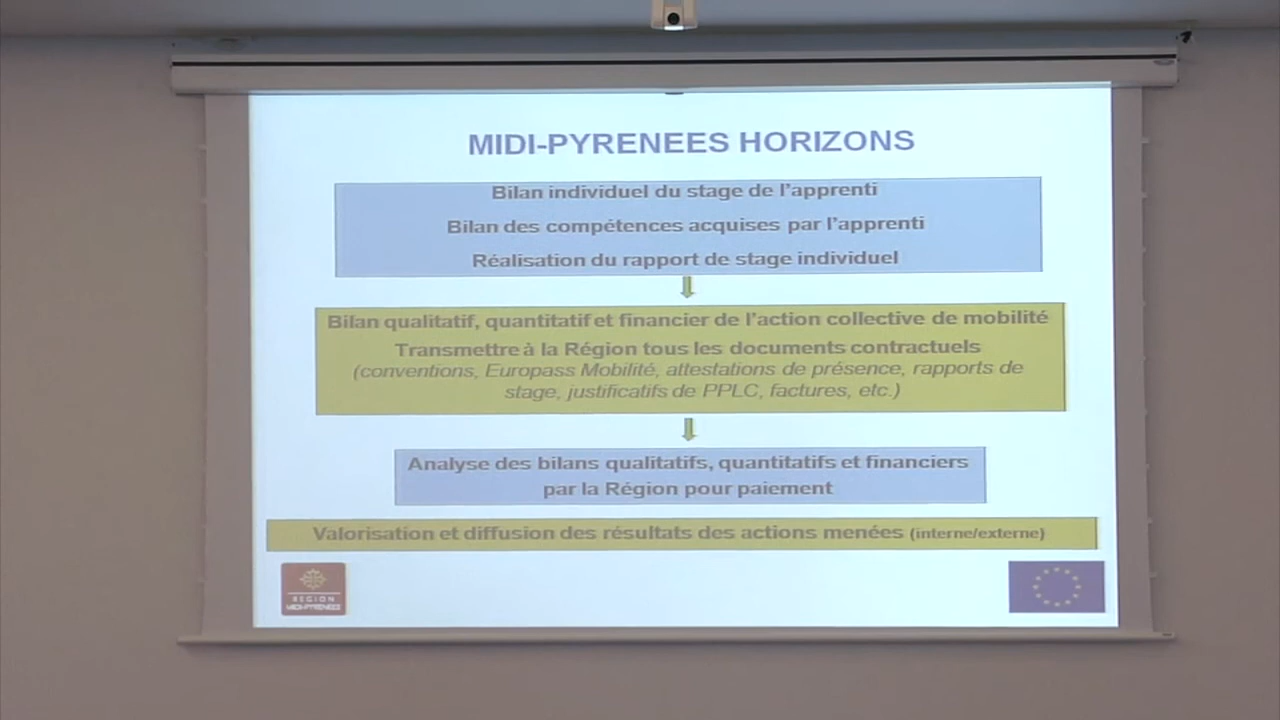 MIDI-PYRENEES HORIZONS
Bilan individuel du stage de l'apprenti
Bilan des compétences acquises par l'apprenti
Réalisation du rapport de stage individuel
Bilan qualitatif, quantitatif et financier de l'action collective de mobilité
Transmettre à la Région tous les documents contractuels
(conventions, Europass Mobilité, attestations de présence, rapports de
stage, justificatifs de PPLC, factures, etc.)
Analyse des bilans qualitatifs, quantitatifs et financiers
par la Région pour paiement
Valorisation et diffusion des résultats des actions menées (interne/externe)
REGION
MIDI-PYRENEES